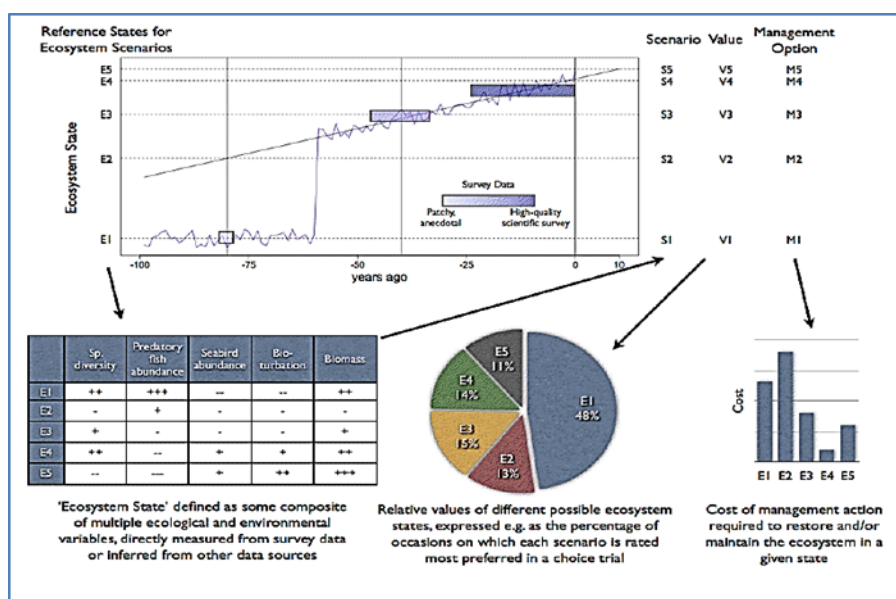 Reference States for
Ecosystem Scenarios
Scenario Value Management
Option
E5
E4
E3
E2
E1
Ecosystem State
S5 V5 M5
S4 V4 M4
S3 V3 M3
S2 V2 M2
S1 V1 M1
Survey Data
Patchy,
anecdotal
High-quality
scientific survey
-100 -75 -50 -25 0 10
years ago
Sp.
diversity
Predatory
fish
abundance
Seabird
abundance
Bio-
turbation
Biomass
E1 ++ +++ -- -- ++
E2 - + - - -
E3 + - - - +
E4 ++ -- + + ++
E5 -- --- + ++ +++
E5
11%
E4
14%
E3
15%
E2
13%
E1
48%
Cost
E1 E2 E3 E4 E5
'Ecosystem State' defined as some composite
of multiple ecological and environmental
variables, directly measured from survey data
or inferred from other data sources
Relative values of different possible ecosystem
states, expressed e.g. as the percentage of
occasions on which each scenario is rated
most preferred in a choice trial
Cost of management action
required to restore and/or
maintain the ecosystem in a
given state